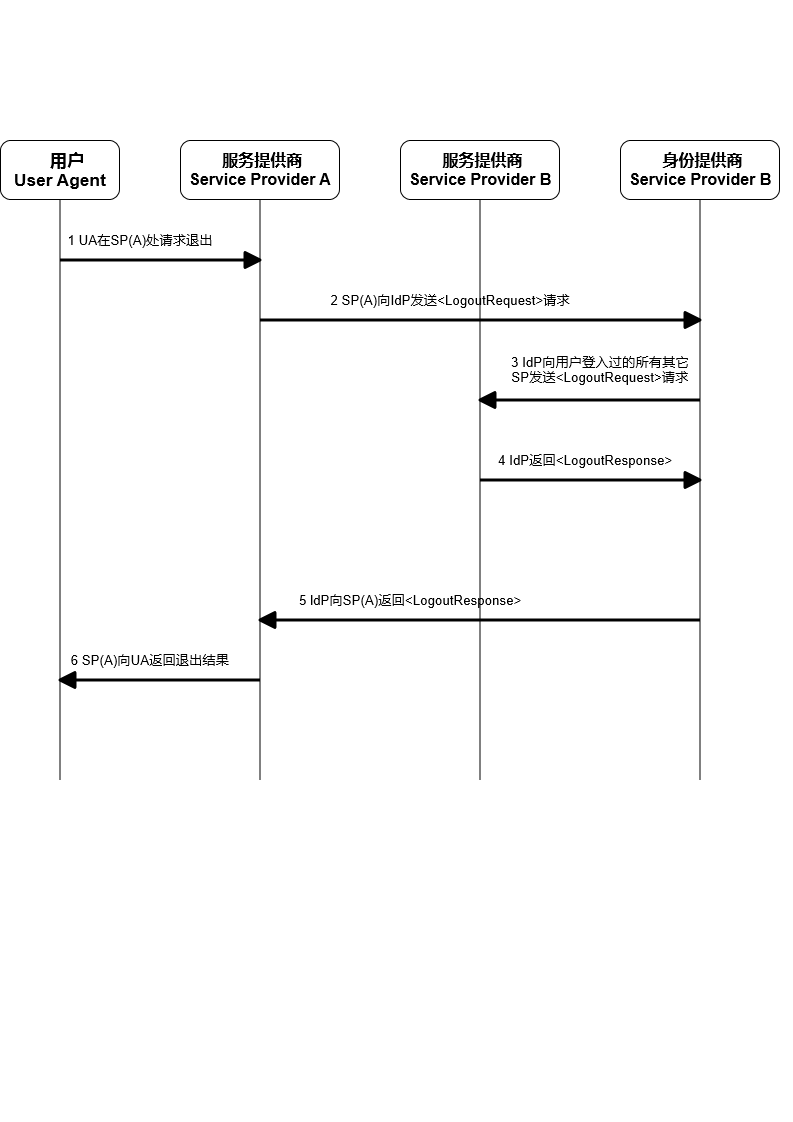 用户
User Agent
服务提供商
Service Provider A
服务提供商
Service Provider B
身份提供商
Service Provider B
1 UA在SP(A)处请求退出
2 SP(A)向IdP发送<LogoutRequest>请求
3 IdP向用户登入过的所有其它
SP发送<LogoutRequest>请求
4 IdP返回<LogoutResponse>
5 IdP向SP(A)返回<LogoutResponse>
6 SP(A)向UA返回退出结果